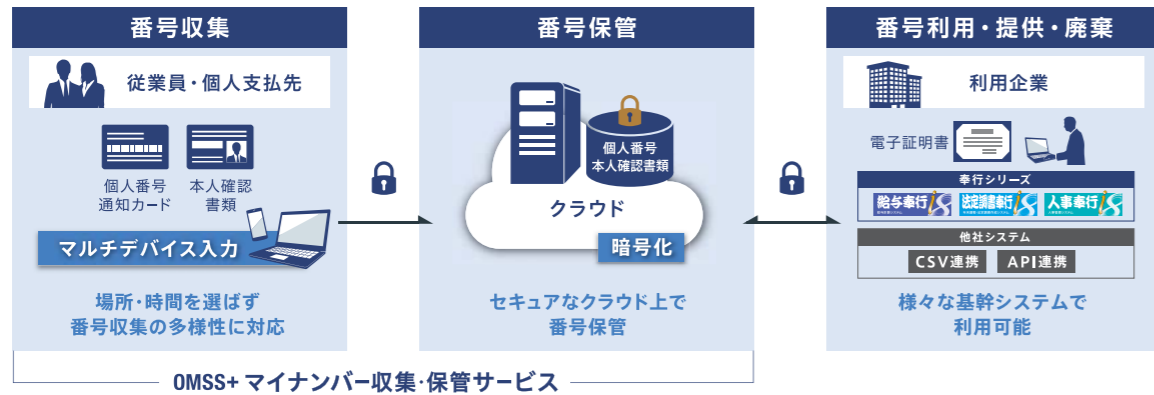 番号収集
従業員・個人支払先
個人番号
通知カード
本人確認
書類
マルチデバイス入力
場所・時間を選ばず
番号収集の多様性に対応
番号保管
個人番号
本人確認書類
クラウド
暗号化
セキュアなクラウド上で
番号保管
番号利用・提供・廃棄
利用企業
電子証明書
奉行シリーズ
給与奉行iS
法定調書奉行iS
人事奉行iS
他社システム
CSV連携
API連携
様々な基幹システムで
利用可能
OMSS+ マイナンバー収集・保管サービス